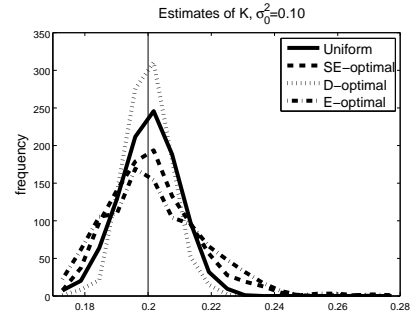 Estimates of K, σ₀²=0.10
350
300
250
200
150
100
50
0
frequency
Uniform
SE-optimal
D-optimal
E-optimal
0.18
0.2
0.22
0.24
0.26
0.28